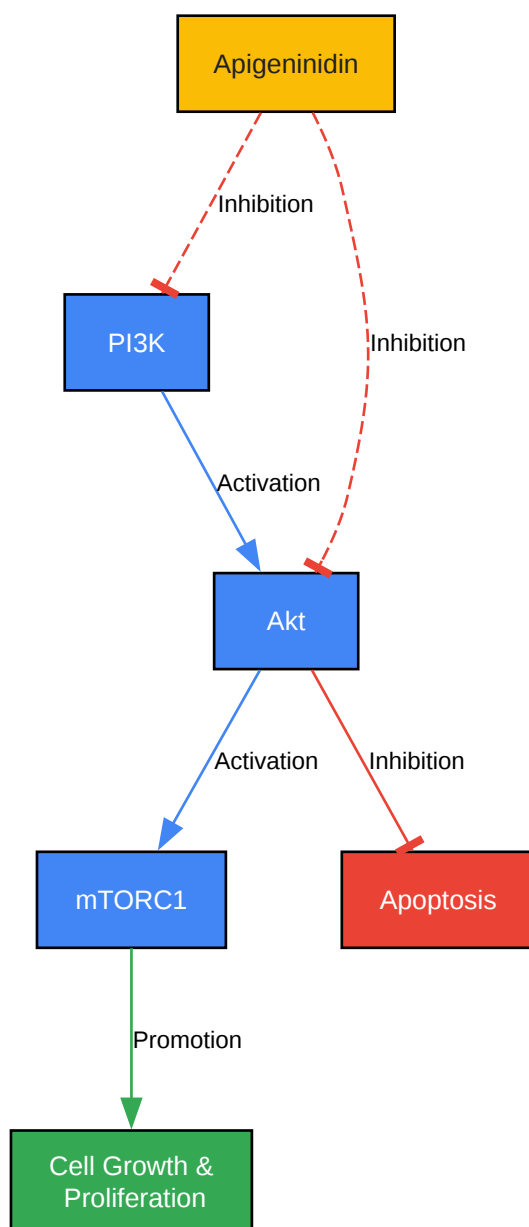 Apigeninidin
Inhibition
PI3K
Inhibition
Activation
Akt
Activation
Inhibition
mTORC1
Apoptosis
Promotion
Cell Growth &
Proliferation